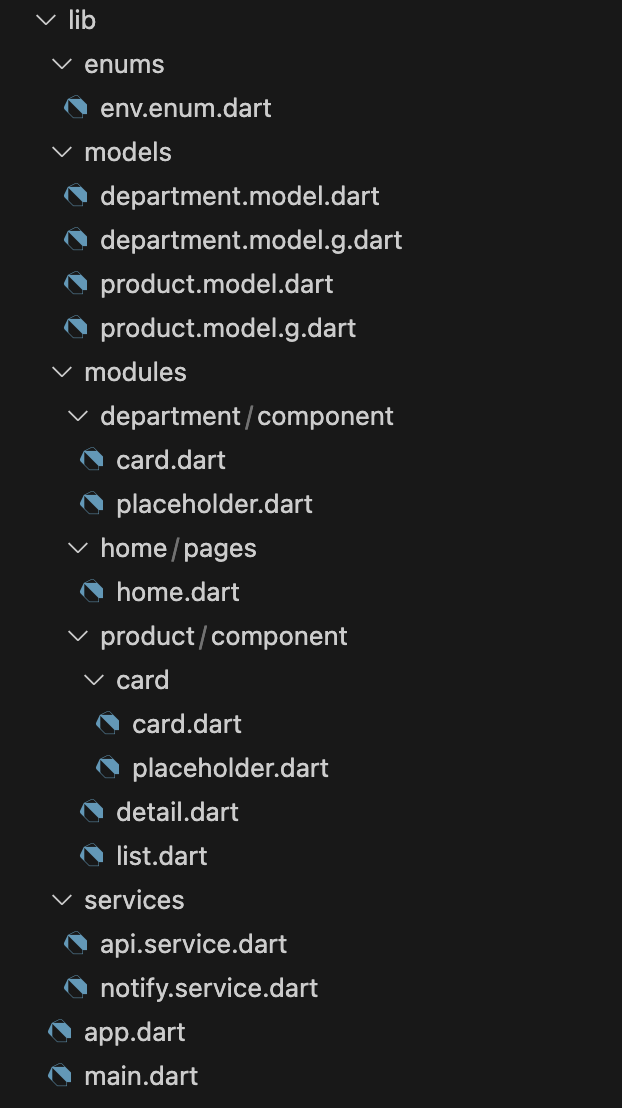 lib
enums
env.enum.dart
models
department.model.dart
department.model.g.dart
product.model.dart
product.model.g.dart
modules
department/component
card.dart
placeholder.dart
home/pages
home.dart
product/component
card
card.dart
placeholder.dart
detail.dart
list.dart
services
api.service.dart
notify.service.dart
app.dart
main.dart